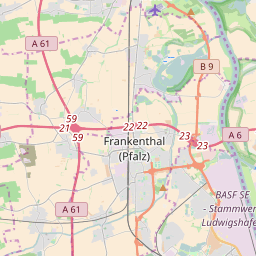 A 61
B 9
59
21
59
22 22
23
23
A 6
Frankenthal
(Pfalz)
BASF SE
- Stammwer
Ludwigshafe
A 61